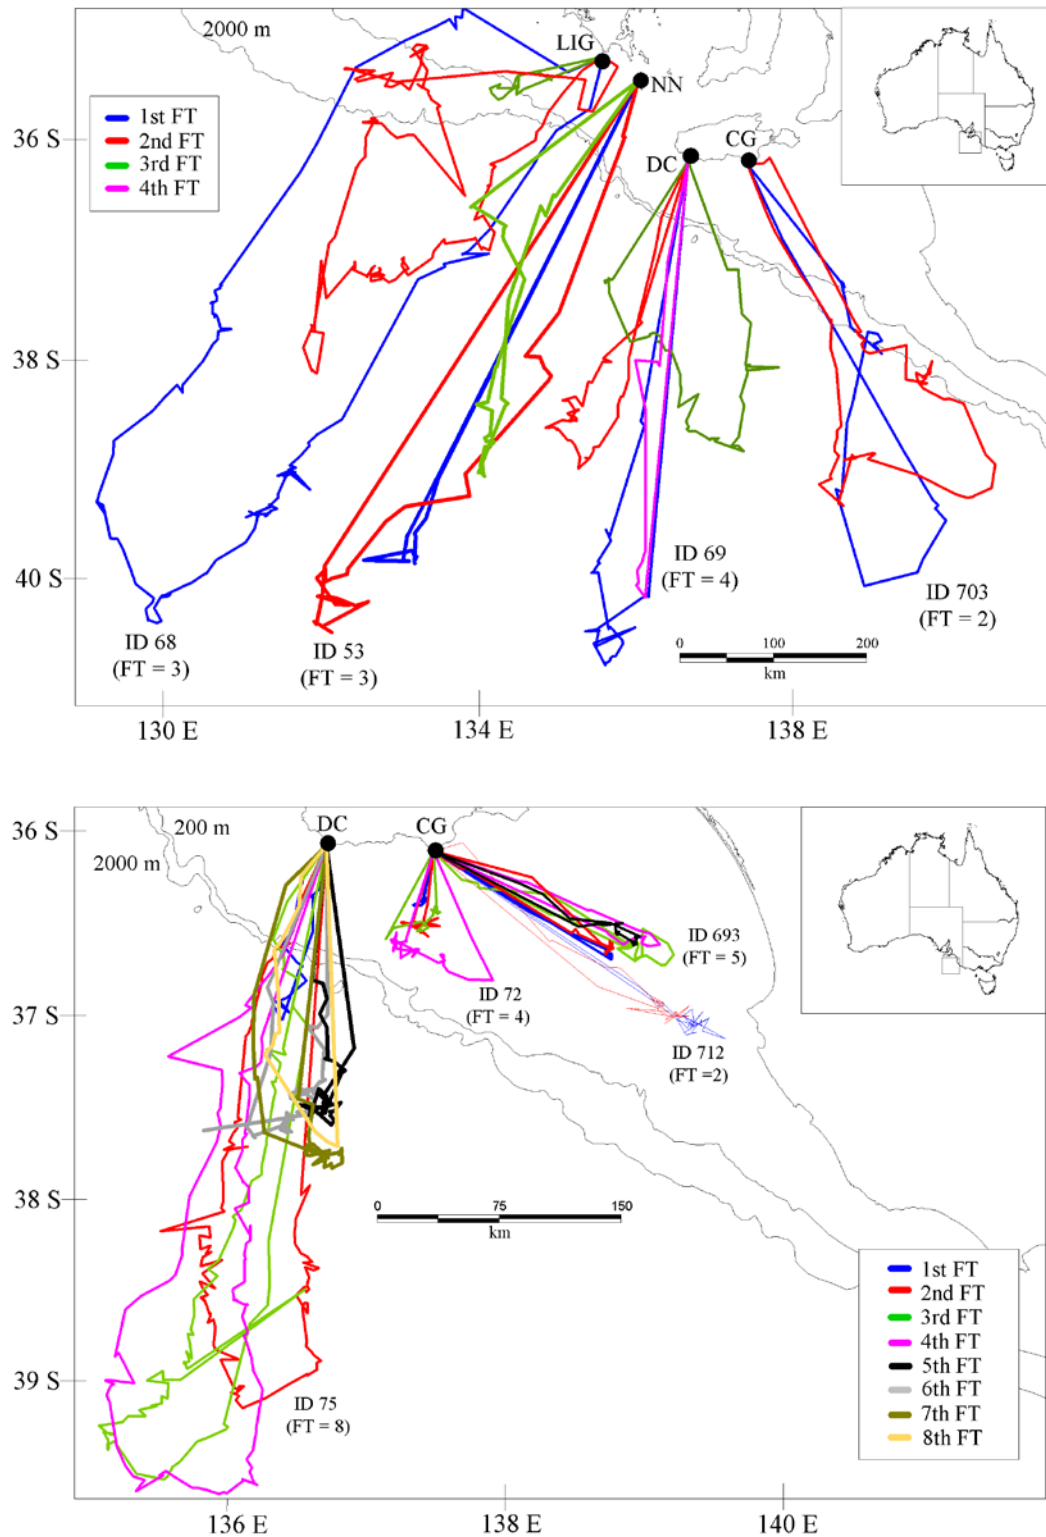 2000 m
LIG
NN
36 S
1st FT
2nd FT
3rd FT
4th FT
CG
DC
38 S
40 S
ID 69
(FT = 4)
ID 703
(FT = 2)
ID 68
(FT = 3)
ID 53
(FT = 3)
0 100 200
km
130 E 134 E 138 E
36 S
200 m
DC CG
2000 m
ID 693
(FT = 5)
ID 72
(FT = 4)
37 S
ID 712
(FT =2)
38 S
0 75 150
km
1st FT
2nd FT
3rd FT
4th FT
5th FT
6th FT
7th FT
8th FT
39 S
ID 75
(FT = 8)
136 E 138 E 140 E